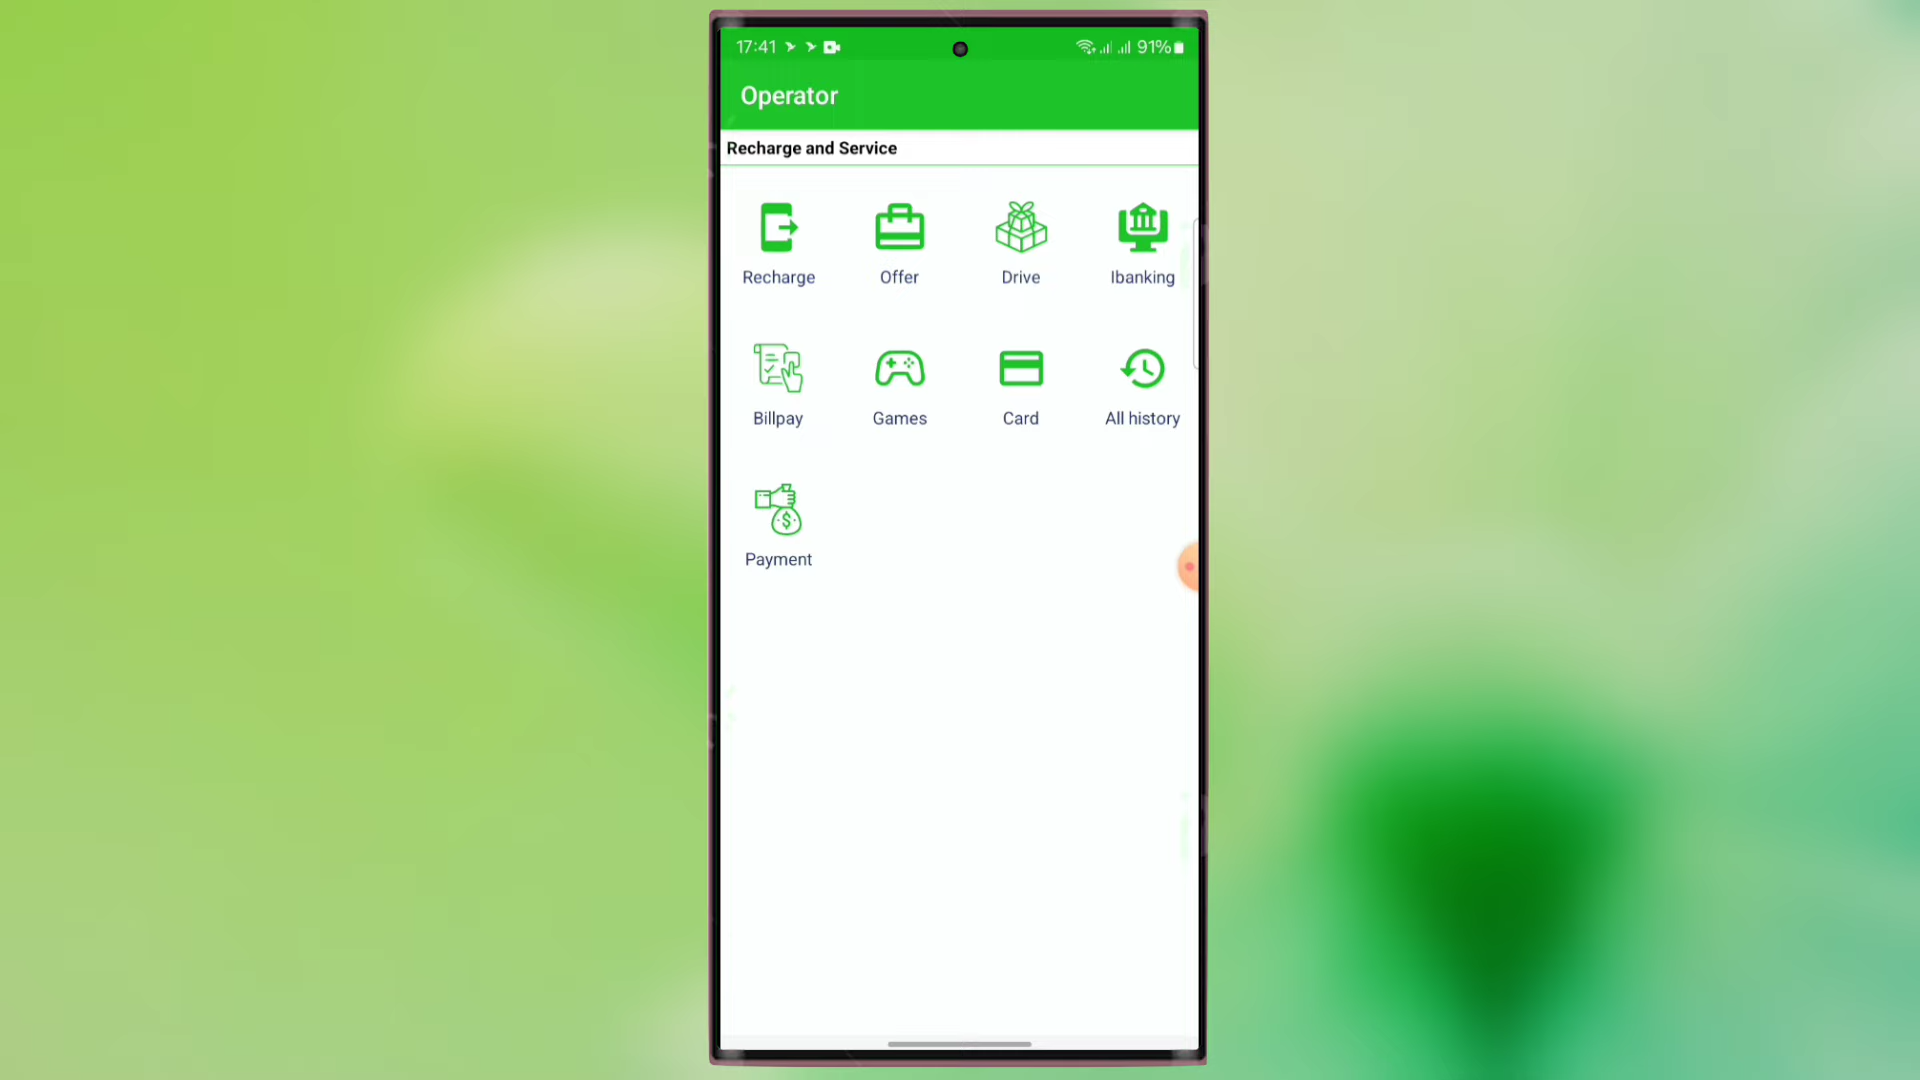 17:41 91%
Operator
Recharge and Service
Recharge Offer Drive Ibanking
Billpay Games Card All history
Payment